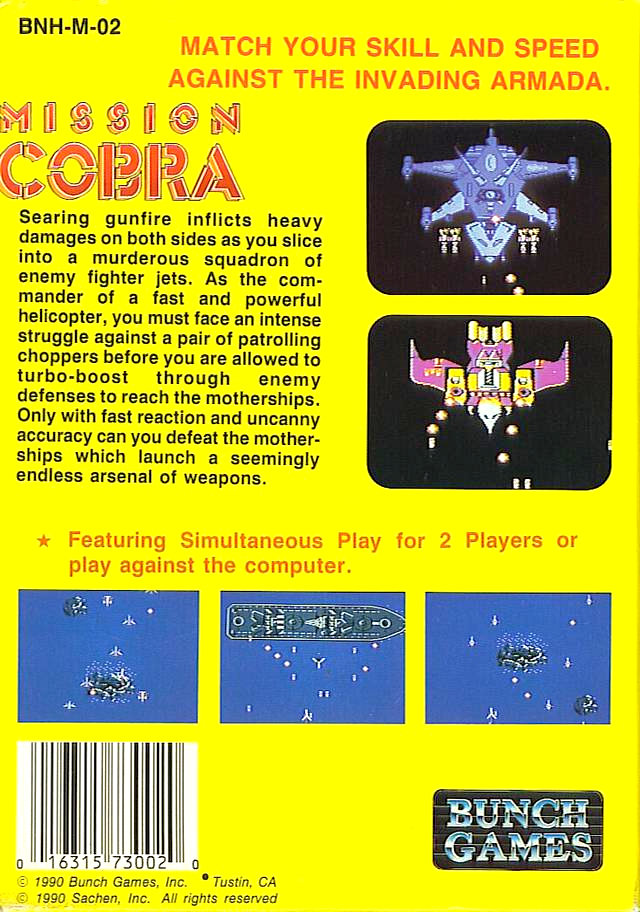 BNH-M-02
MATCH YOUR SKILL AND SPEED
AGAINST THE INVADING ARMADA.
MISSION
COBRA
Searing gunfire inflicts heavy
damages on both sides as you slice
into a murderous squadron of
enemy fighter jets. As the com-
mander of a fast and powerful
helicopter, you must face an intense
struggle against a pair of patrolling
choppers before you are allowed to
turbo-boost through enemy
defenses to reach the motherships.
Only with fast reaction and uncanny
accuracy can you defeat the mother-
ships which launch a seemingly
endless arsenal of weapons.
★ Featuring Simultaneous Play for 2 Players or
play against the computer.
0 16315 73002 0
BUNCH
GAMES
© 1990 Bunch Games, Inc. • Tustin, CA
© 1990 Sachen, Inc. All rights reserved